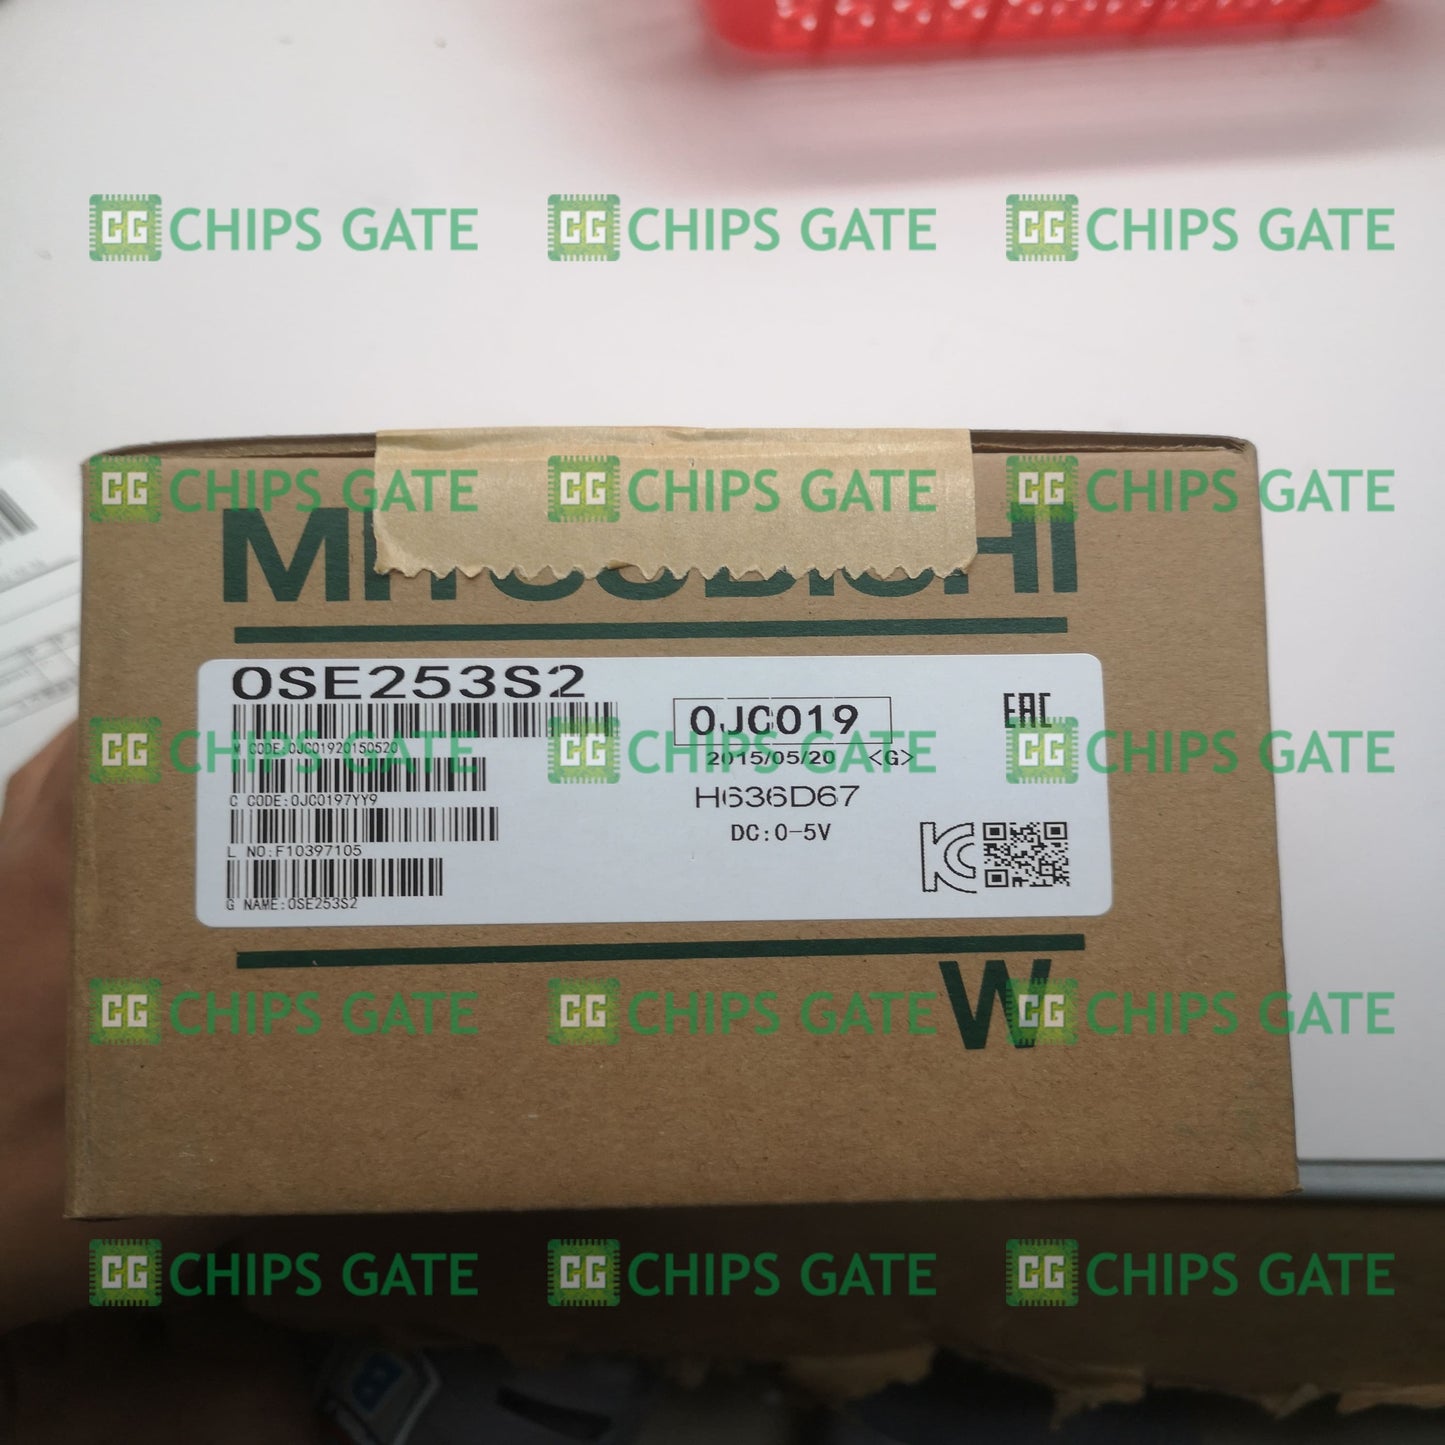 CG CHIPS GATE CG CHIPS GATE CG CHIPS GATE
CG CHIPS GATE CG CHIPS GATE CG CHIPS GATE
MITSUBISHI
OSE253S2
M CODE:0JC01920150520
C CODE:0JC0197YY9
L NO:F10397105
G NAME:OSE253S2
0JC019
2015/05/20 <G>
H636D67
DC:0-5V
EAC
KC
CG CHIPS GATE CG CHIPS GATE CG CHIPS GATE
W
CG CHIPS GATE CG CHIPS GATE CG CHIPS GATE
CG CHIPS GATE CG CHIPS GATE CG CHIPS GATE